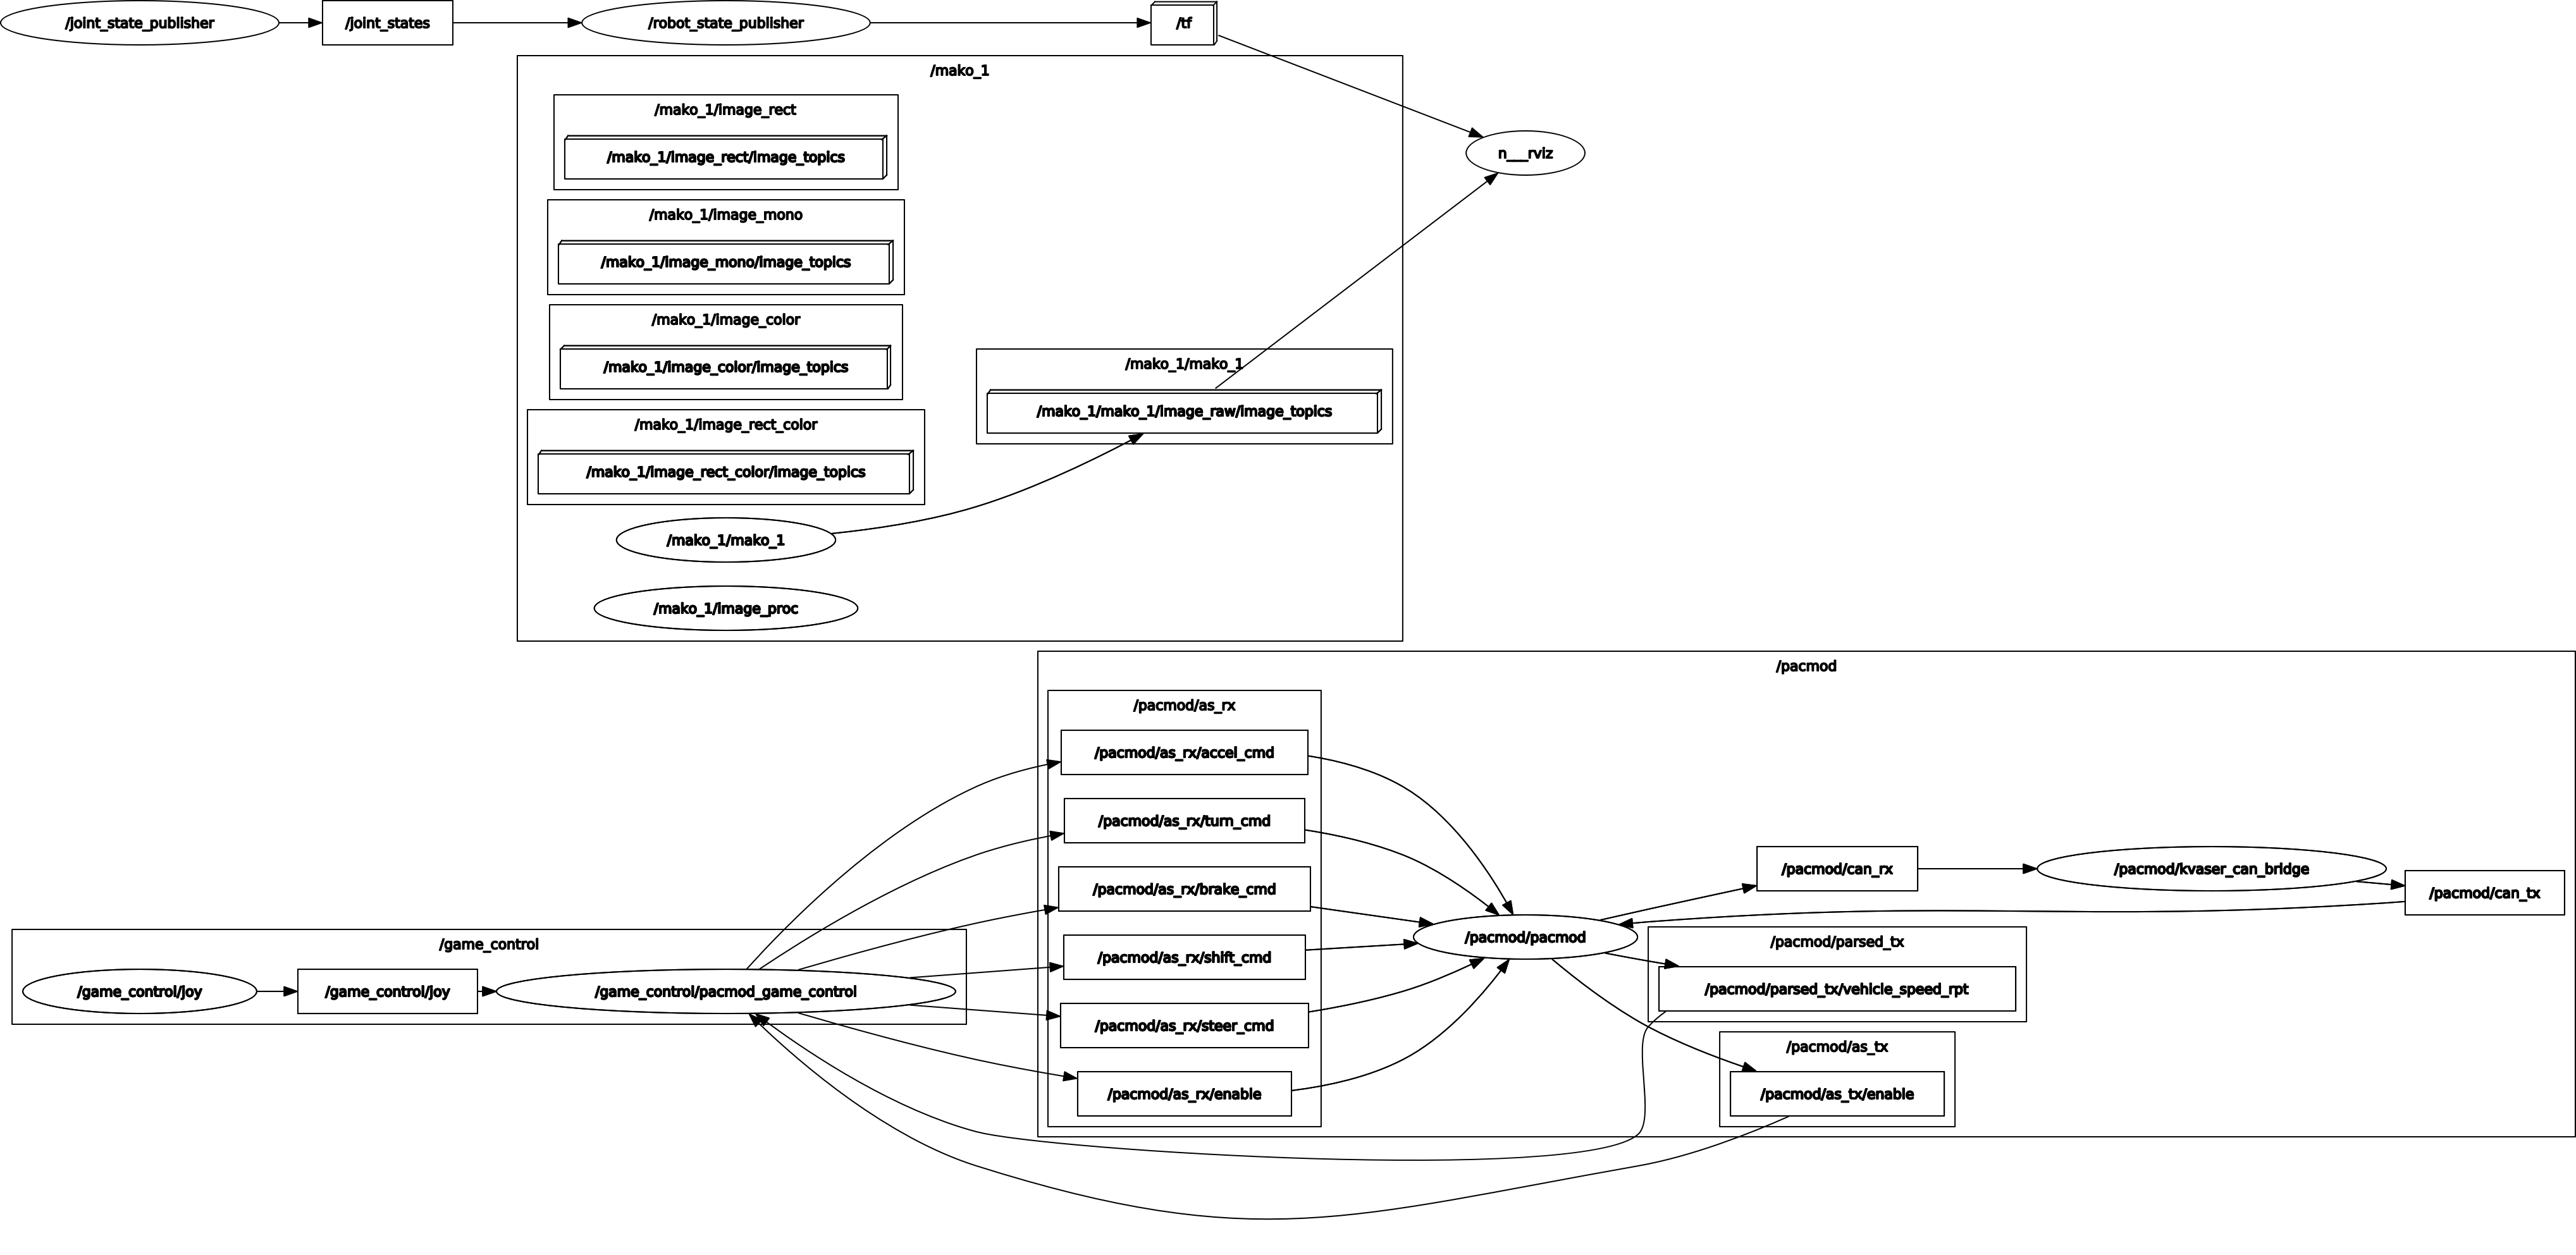 /joint_state_publisher
/joint_states
/robot_state_publisher
/tf
/mako_1
/mako_1/image_rect
/mako_1/image_rect/image_topics
n___rviz
/mako_1/image_mono
/mako_1/image_mono/image_topics
/mako_1/image_color
/mako_1/image_color/image_topics
/mako_1/mako_1
/mako_1/mako_1/image_raw/image_topics
/mako_1/image_rect_color
/mako_1/image_rect_color/image_topics
/mako_1/mako_1
/mako_1/image_proc
/pacmod
/pacmod/as_rx
/pacmod/as_rx/accel_cmd
/pacmod/as_rx/turn_cmd
/pacmod/as_rx/brake_cmd
/pacmod/as_rx/shift_cmd
/pacmod/as_rx/steer_cmd
/pacmod/as_rx/enable
/game_control
/game_control/joy
/game_control/joy
/game_control/pacmod_game_control
/pacmod/pacmod
/pacmod/can_rx
/pacmod/kvaser_can_bridge
/pacmod/can_tx
/pacmod/parsed_tx
/pacmod/parsed_tx/vehicle_speed_rpt
/pacmod/as_tx
/pacmod/as_tx/enable